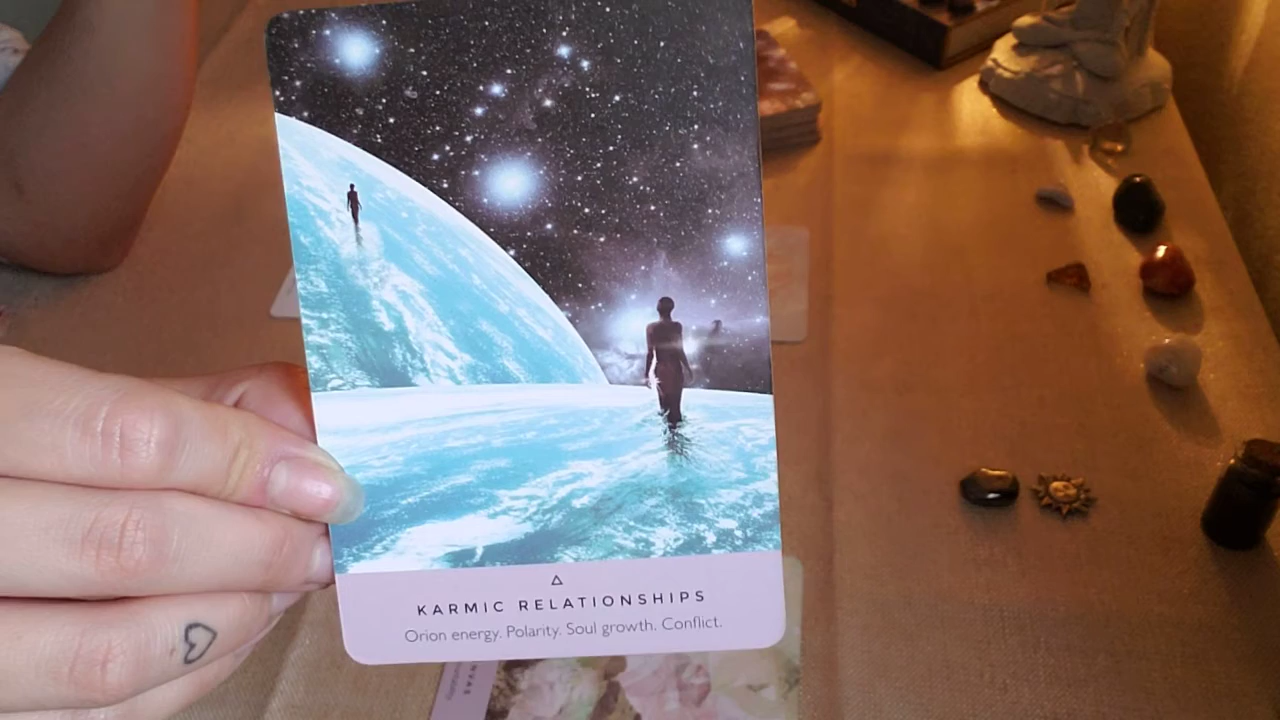 KARMIC RELATIONSHIPS
Orion energy. Polarity. Soul growth. Conflict.